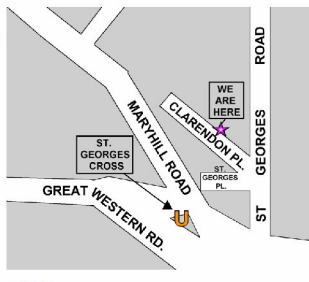 ROAD
WE
ARE
HERE
CLARENDON PL.
MARYHILL ROAD
ST.
GEORGES
CROSS
ST.
GEORGES
PL.
ST GEORGES
GREAT WESTERN RD.
U